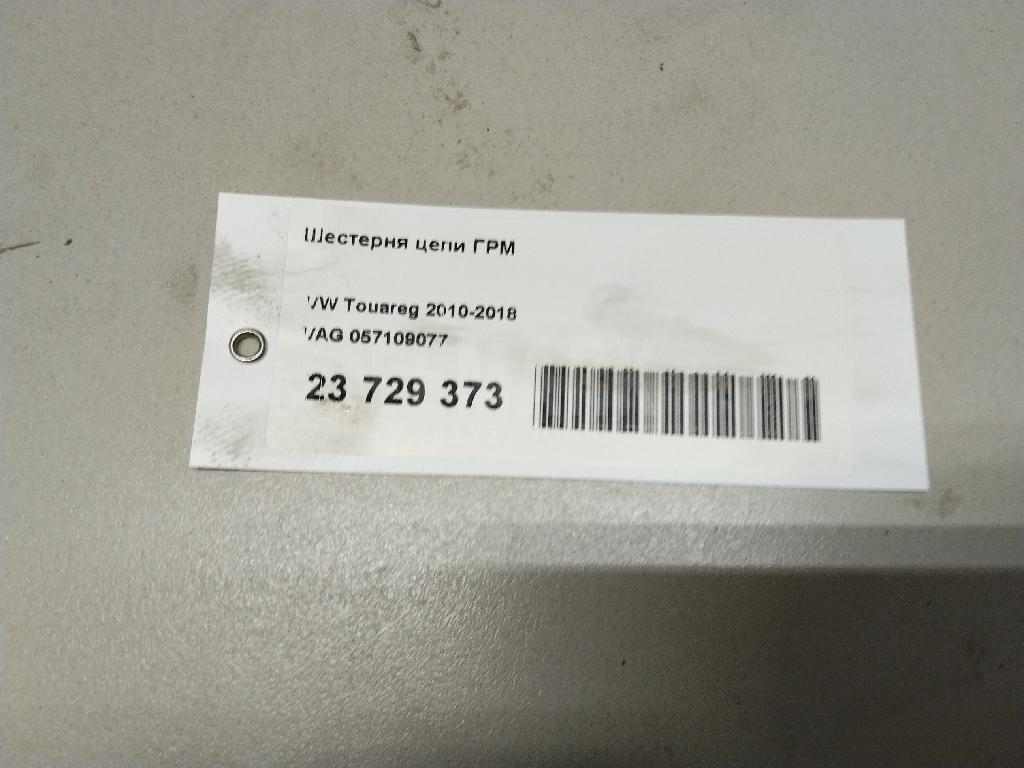 Шестерня цепи ГРМ
VW Touareg 2010-2018
VAG 057109077
23 729 373